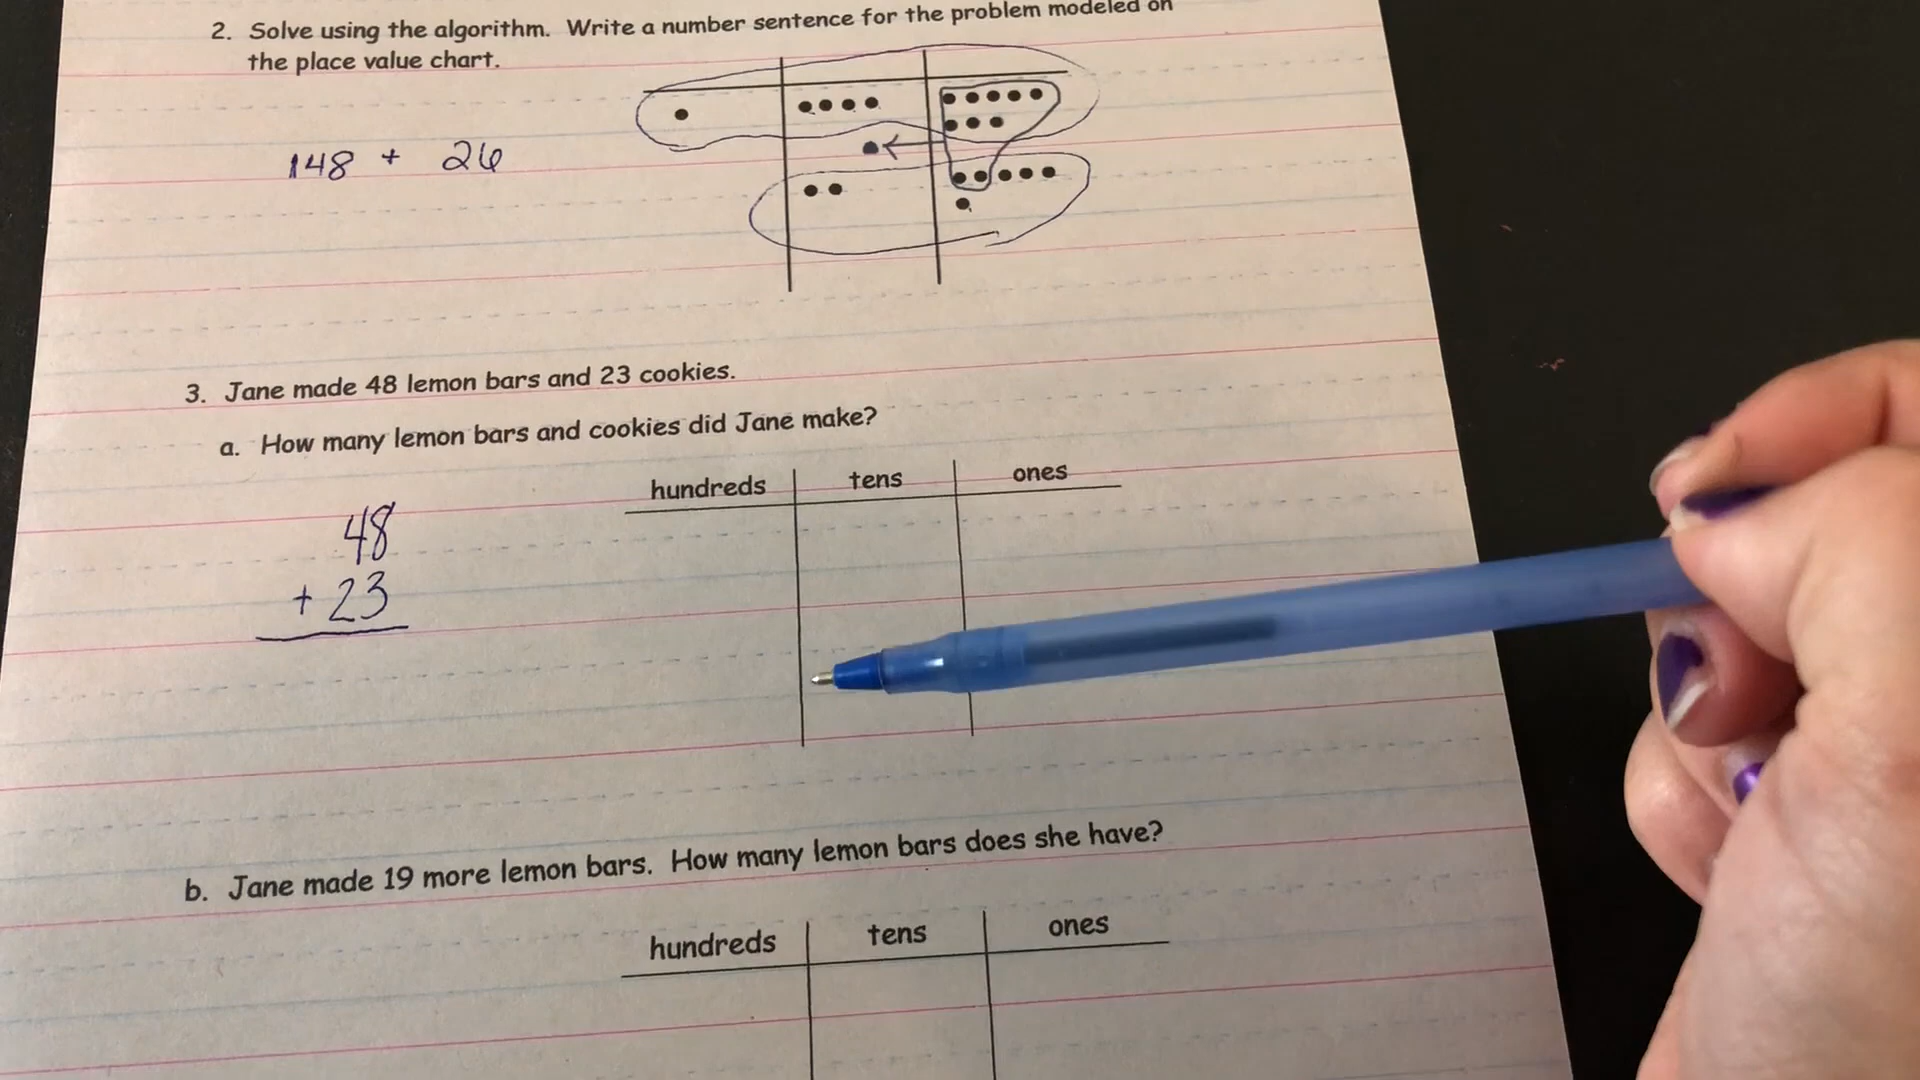 2. Solve using the algorithm. Write a number sentence for the problem modeled on
the place value chart.
148 + 26
3. Jane made 48 lemon bars and 23 cookies.
a. How many lemon bars and cookies did Jane make?
hundreds tens ones
48
+ 23
b. Jane made 19 more lemon bars. How many lemon bars does she have?
hundreds tens ones